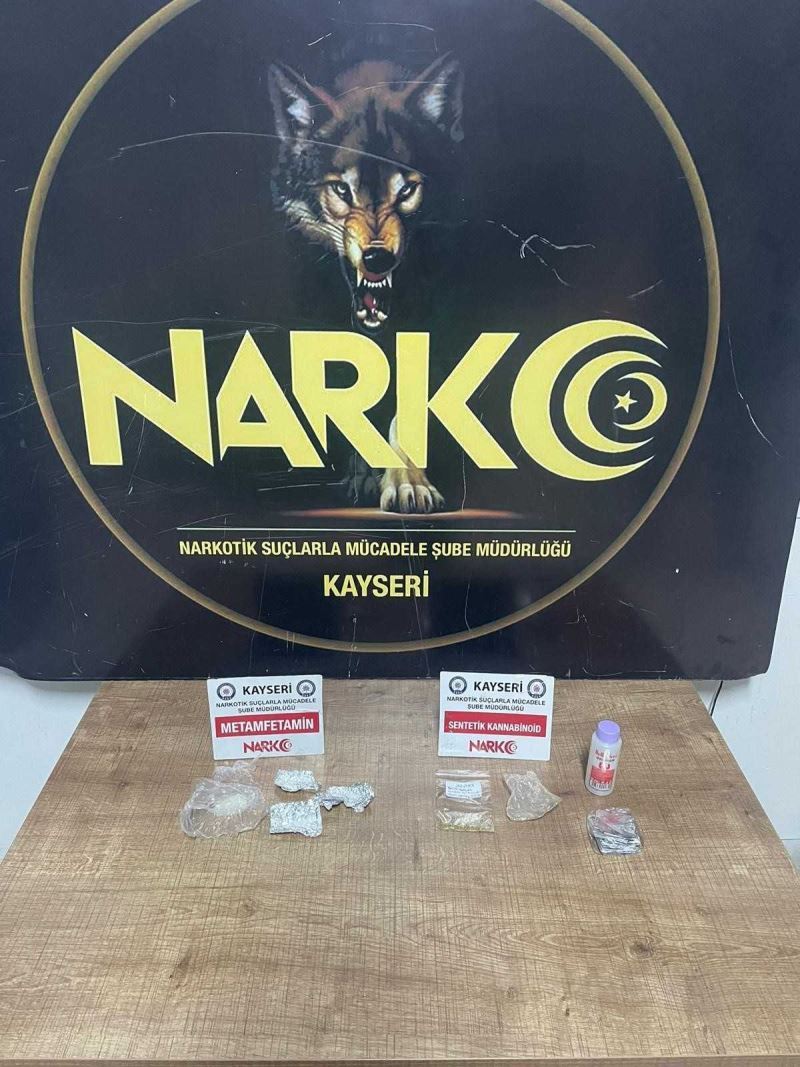 NARKO
NARKOTİK SUÇLARLA MÜCADELE ŞUBE MÜDÜRLÜĞÜ
KAYSERİ
KAYSERİ
NARKOTİK SUÇLARLA MÜCADELE
ŞUBE MÜDÜRLÜĞÜ
METAMFETAMİN
NARKO
KAYSERİ
NARKOTİK SUÇLARLA MÜCADELE
ŞUBE MÜDÜRLÜĞÜ
SENTETİK KANNABİNOİD
NARKO